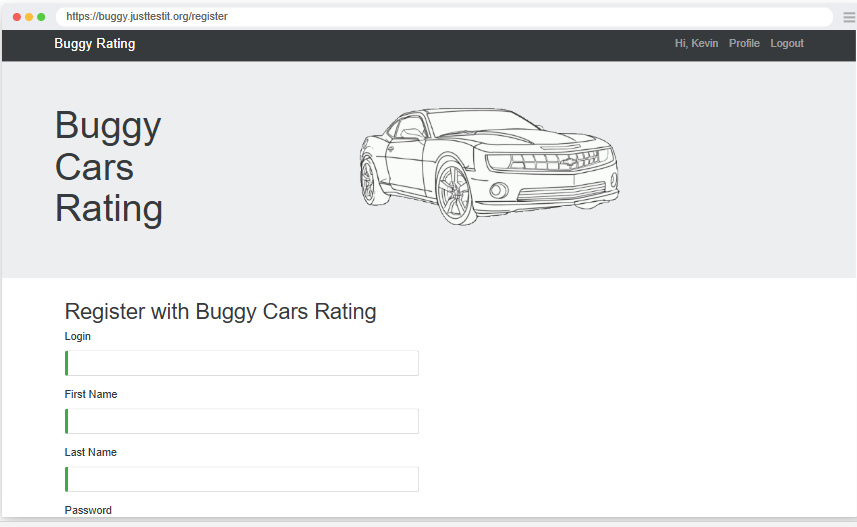 https://buggy.justtestit.org/register
Buggy Rating
Hi, Kevin Profile Logout
Buggy
Cars
Rating
Register with Buggy Cars Rating
Login
First Name
Last Name
Password